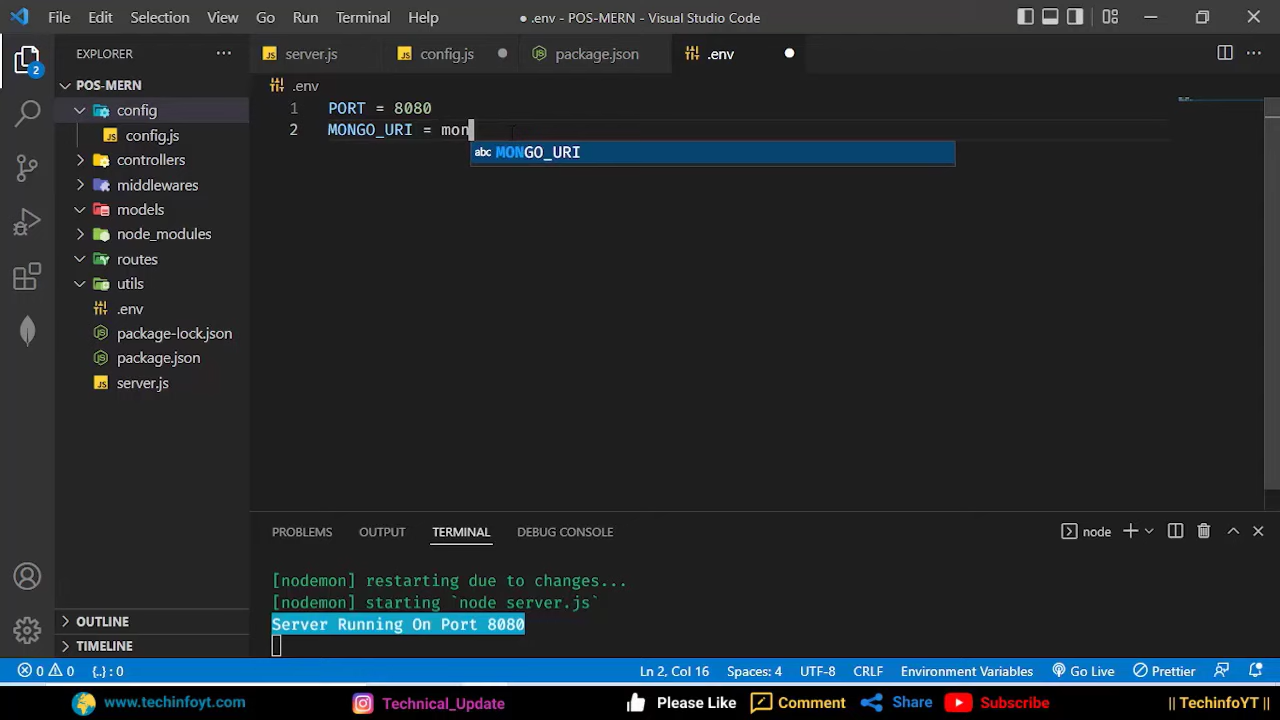 File Edit Selection View Go Run Terminal Help
● .env - POS-MERN - Visual Studio Code
EXPLORER
POS-MERN
config
config.js
controllers
middlewares
models
node_modules
routes
utils
.env
package-lock.json
package.json
server.js
OUTLINE
TIMELINE
2
server.js config.js package.json .env
.env
1 PORT = 8080
2 MONGO_URI = mon
abc MONGO_URI
PROBLEMS OUTPUT TERMINAL DEBUG CONSOLE
node
[nodemon] restarting due to changes...
[nodemon] starting `node server.js`
Server Running On Port 8080
0 0 {..} : 0 Ln 2, Col 16 Spaces: 4 UTF-8 CRLF Environment Variables Go Live Prettier
www.techinfoyt.com Technical_Update Please Like Comment Share Subscribe || TechinfoYT ||